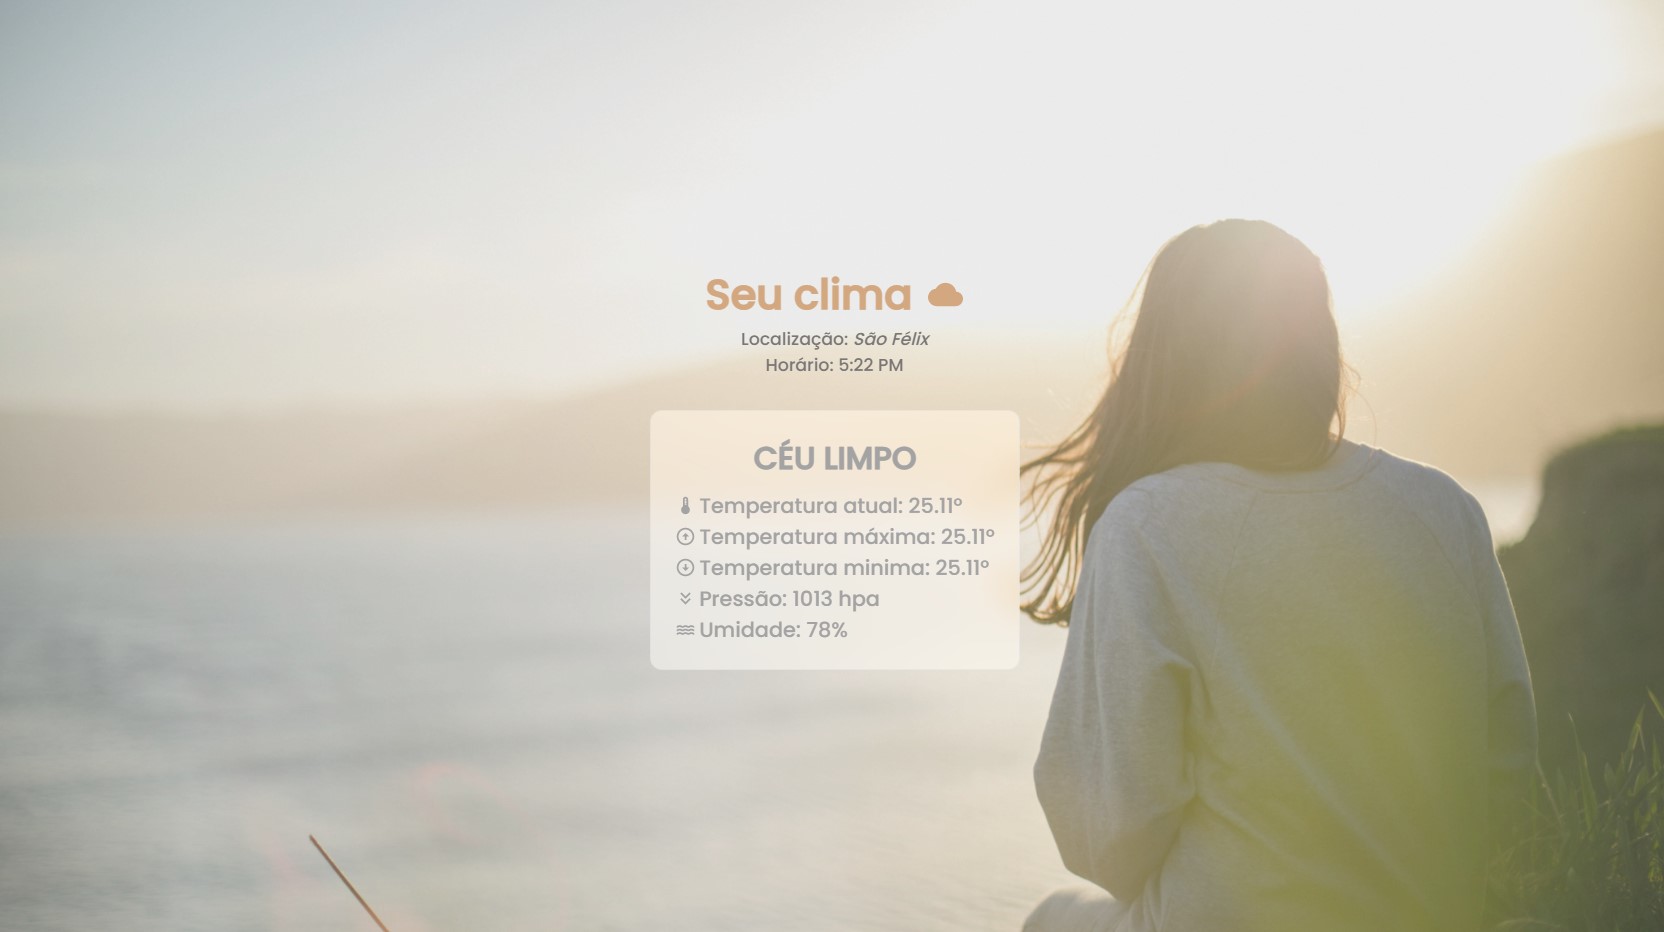 Seu clima
Localização: São Félix
Horário: 5:22 PM
CÉU LIMPO
Temperatura atual: 25.11°
Temperatura máxima: 25.11°
Temperatura minima: 25.11°
Pressão: 1013 hpa
Umidade: 78%